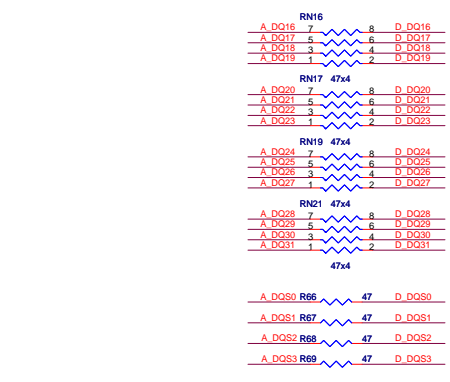 RN16
A_DQ16 7 8 D_DQ16
A_DQ17 5 6 D_DQ17
A_DQ18 3 4 D_DQ18
A_DQ19 1 2 D_DQ19
RN17 47x4
A_DQ20 7 8 D_DQ20
A_DQ21 5 6 D_DQ21
A_DQ22 3 4 D_DQ22
A_DQ23 1 2 D_DQ23
RN19 47x4
A_DQ24 7 8 D_DQ24
A_DQ25 5 6 D_DQ25
A_DQ26 3 4 D_DQ26
A_DQ27 1 2 D_DQ27
RN21 47x4
A_DQ28 7 8 D_DQ28
A_DQ29 5 6 D_DQ29
A_DQ30 3 4 D_DQ30
A_DQ31 1 2 D_DQ31
47x4
A_DQS0 R66 47 D_DQS0
A_DQS1 R67 47 D_DQS1
A_DQS2 R68 47 D_DQS2
A_DQS3 R69 47 D_DQS3